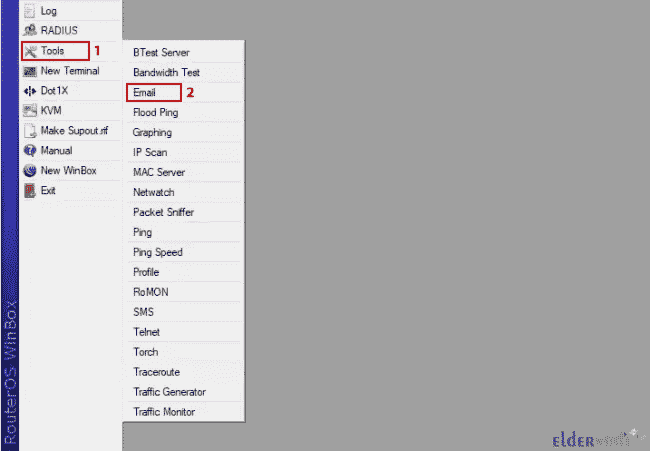 Log
RADIUS
Tools 1
New Terminal
Dot1X
KVM
Make Supout.rif
Manual
New WinBox
Exit
BTest Server
Bandwidth Test
Email 2
Flood Ping
Graphing
IP Scan
MAC Server
Netwatch
Packet Sniffer
Ping
Ping Speed
Profile
RoMON
SMS
Telnet
Torch
Traceroute
Traffic Generator
Traffic Monitor
RouterOS WinBox